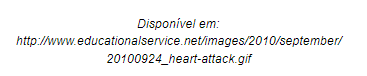 Disponível em:
http://www.educationalservice.net/images/2010/september/
20100924_heart-attack.gif